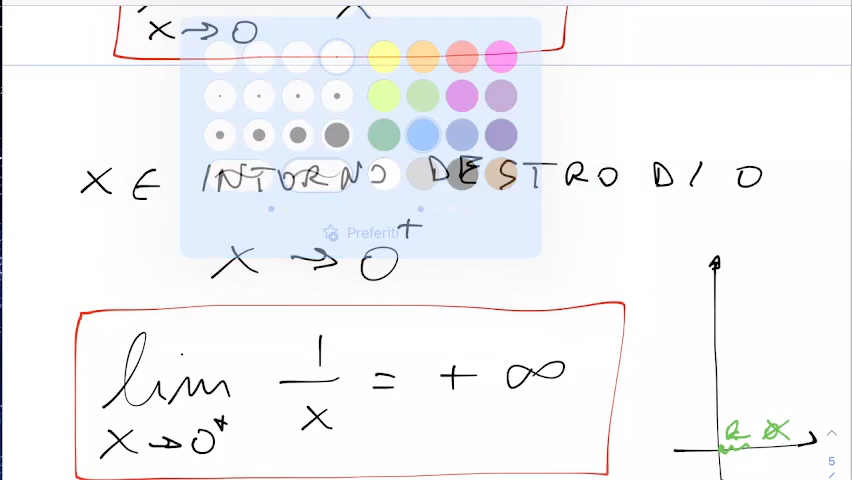 x → 0
X ∈ INTORNO DESTRO DI 0
Preferiti
x → 0⁺
lim 1/x = + ∞
x → 0⁺
x
5